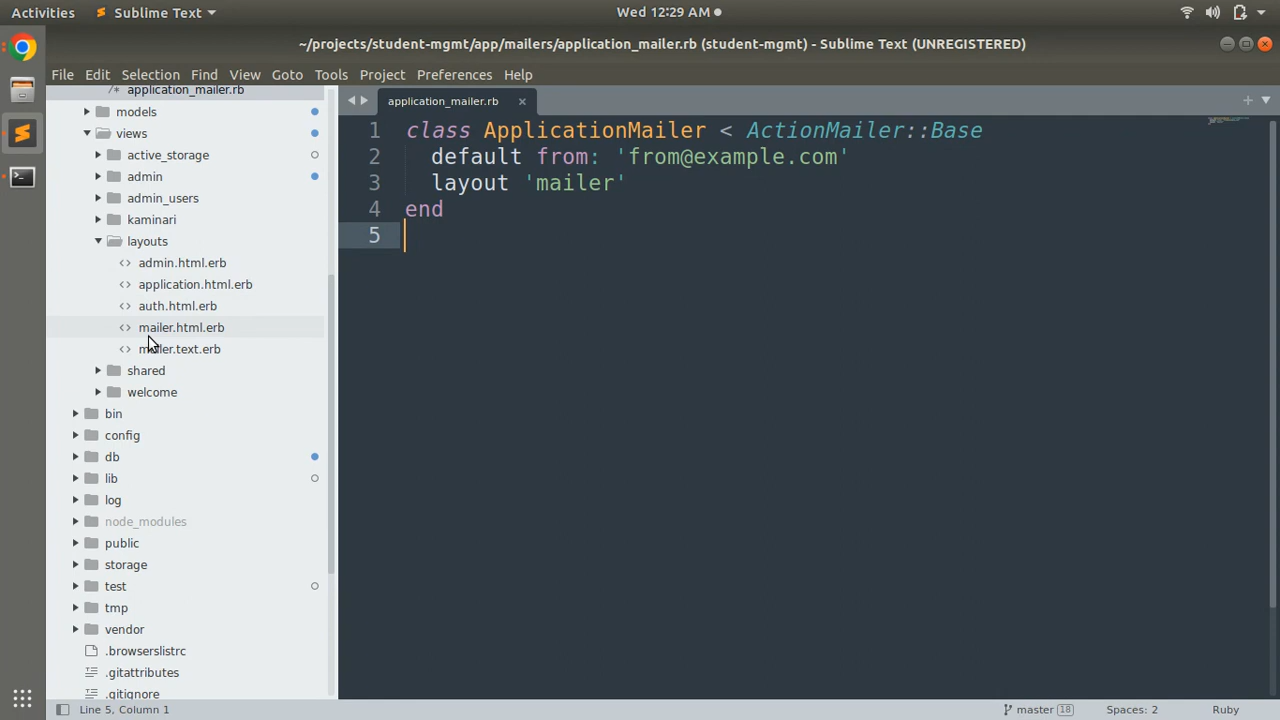 Activities Sublime Text Wed 12:29 AM
~/projects/student-mgmt/app/mailers/application_mailer.rb (student-mgmt) - Sublime Text (UNREGISTERED)
File Edit Selection Find View Goto Tools Project Preferences Help
/* application_mailer.rb
models
views
active_storage
admin
admin_users
kaminari
layouts
<> admin.html.erb
<> application.html.erb
<> auth.html.erb
<> mailer.html.erb
<> mailer.text.erb
shared
welcome
bin
config
db
lib
log
node_modules
public
storage
test
tmp
vendor
.browserslistrc
.gitattributes
.gitignore
application_mailer.rb ×
1 class ApplicationMailer < ActionMailer::Base
2 default from: 'from@example.com'
3 layout 'mailer'
4 end
5
Line 5, Column 1 master 18 Spaces: 2 Ruby